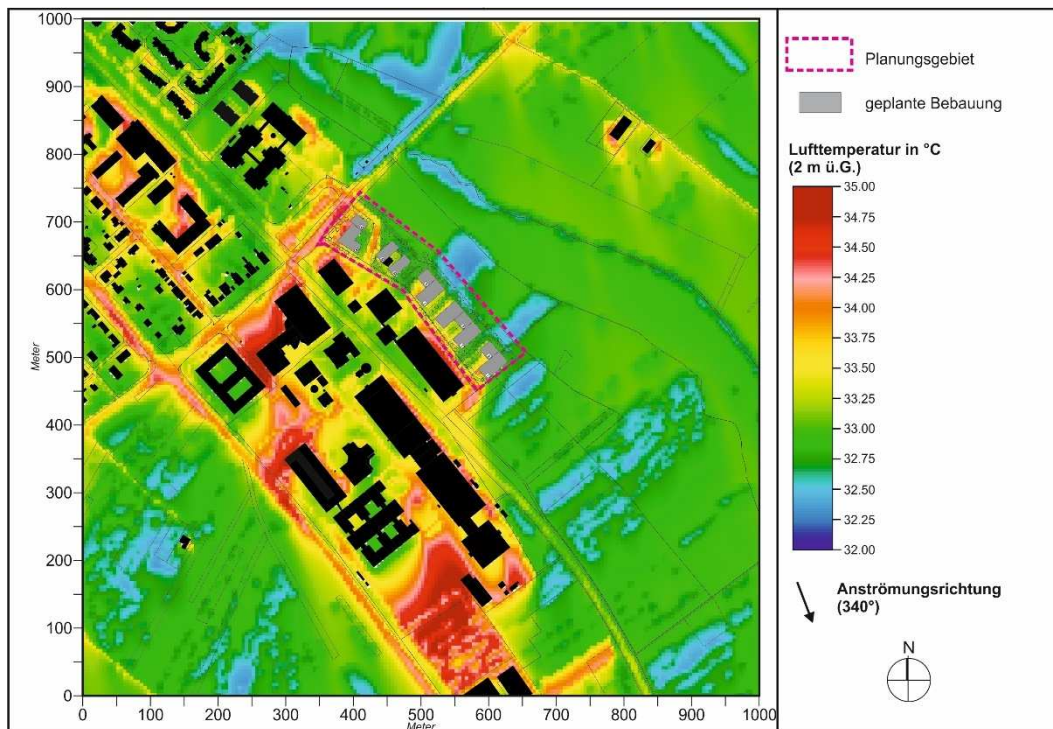 1000
900
800
700
600
500
400
300
200
100
0
Meter
0 100 200 300 400 500 600 700 800 900 1000
Meter
Planungsgebiet
geplante Bebauung
Lufttemperatur in °C
(2 m ü.G.)
35.00
34.75
34.50
34.25
34.00
33.75
33.50
33.25
33.00
32.75
32.50
32.25
32.00
Anströmungsrichtung
(340°)
N